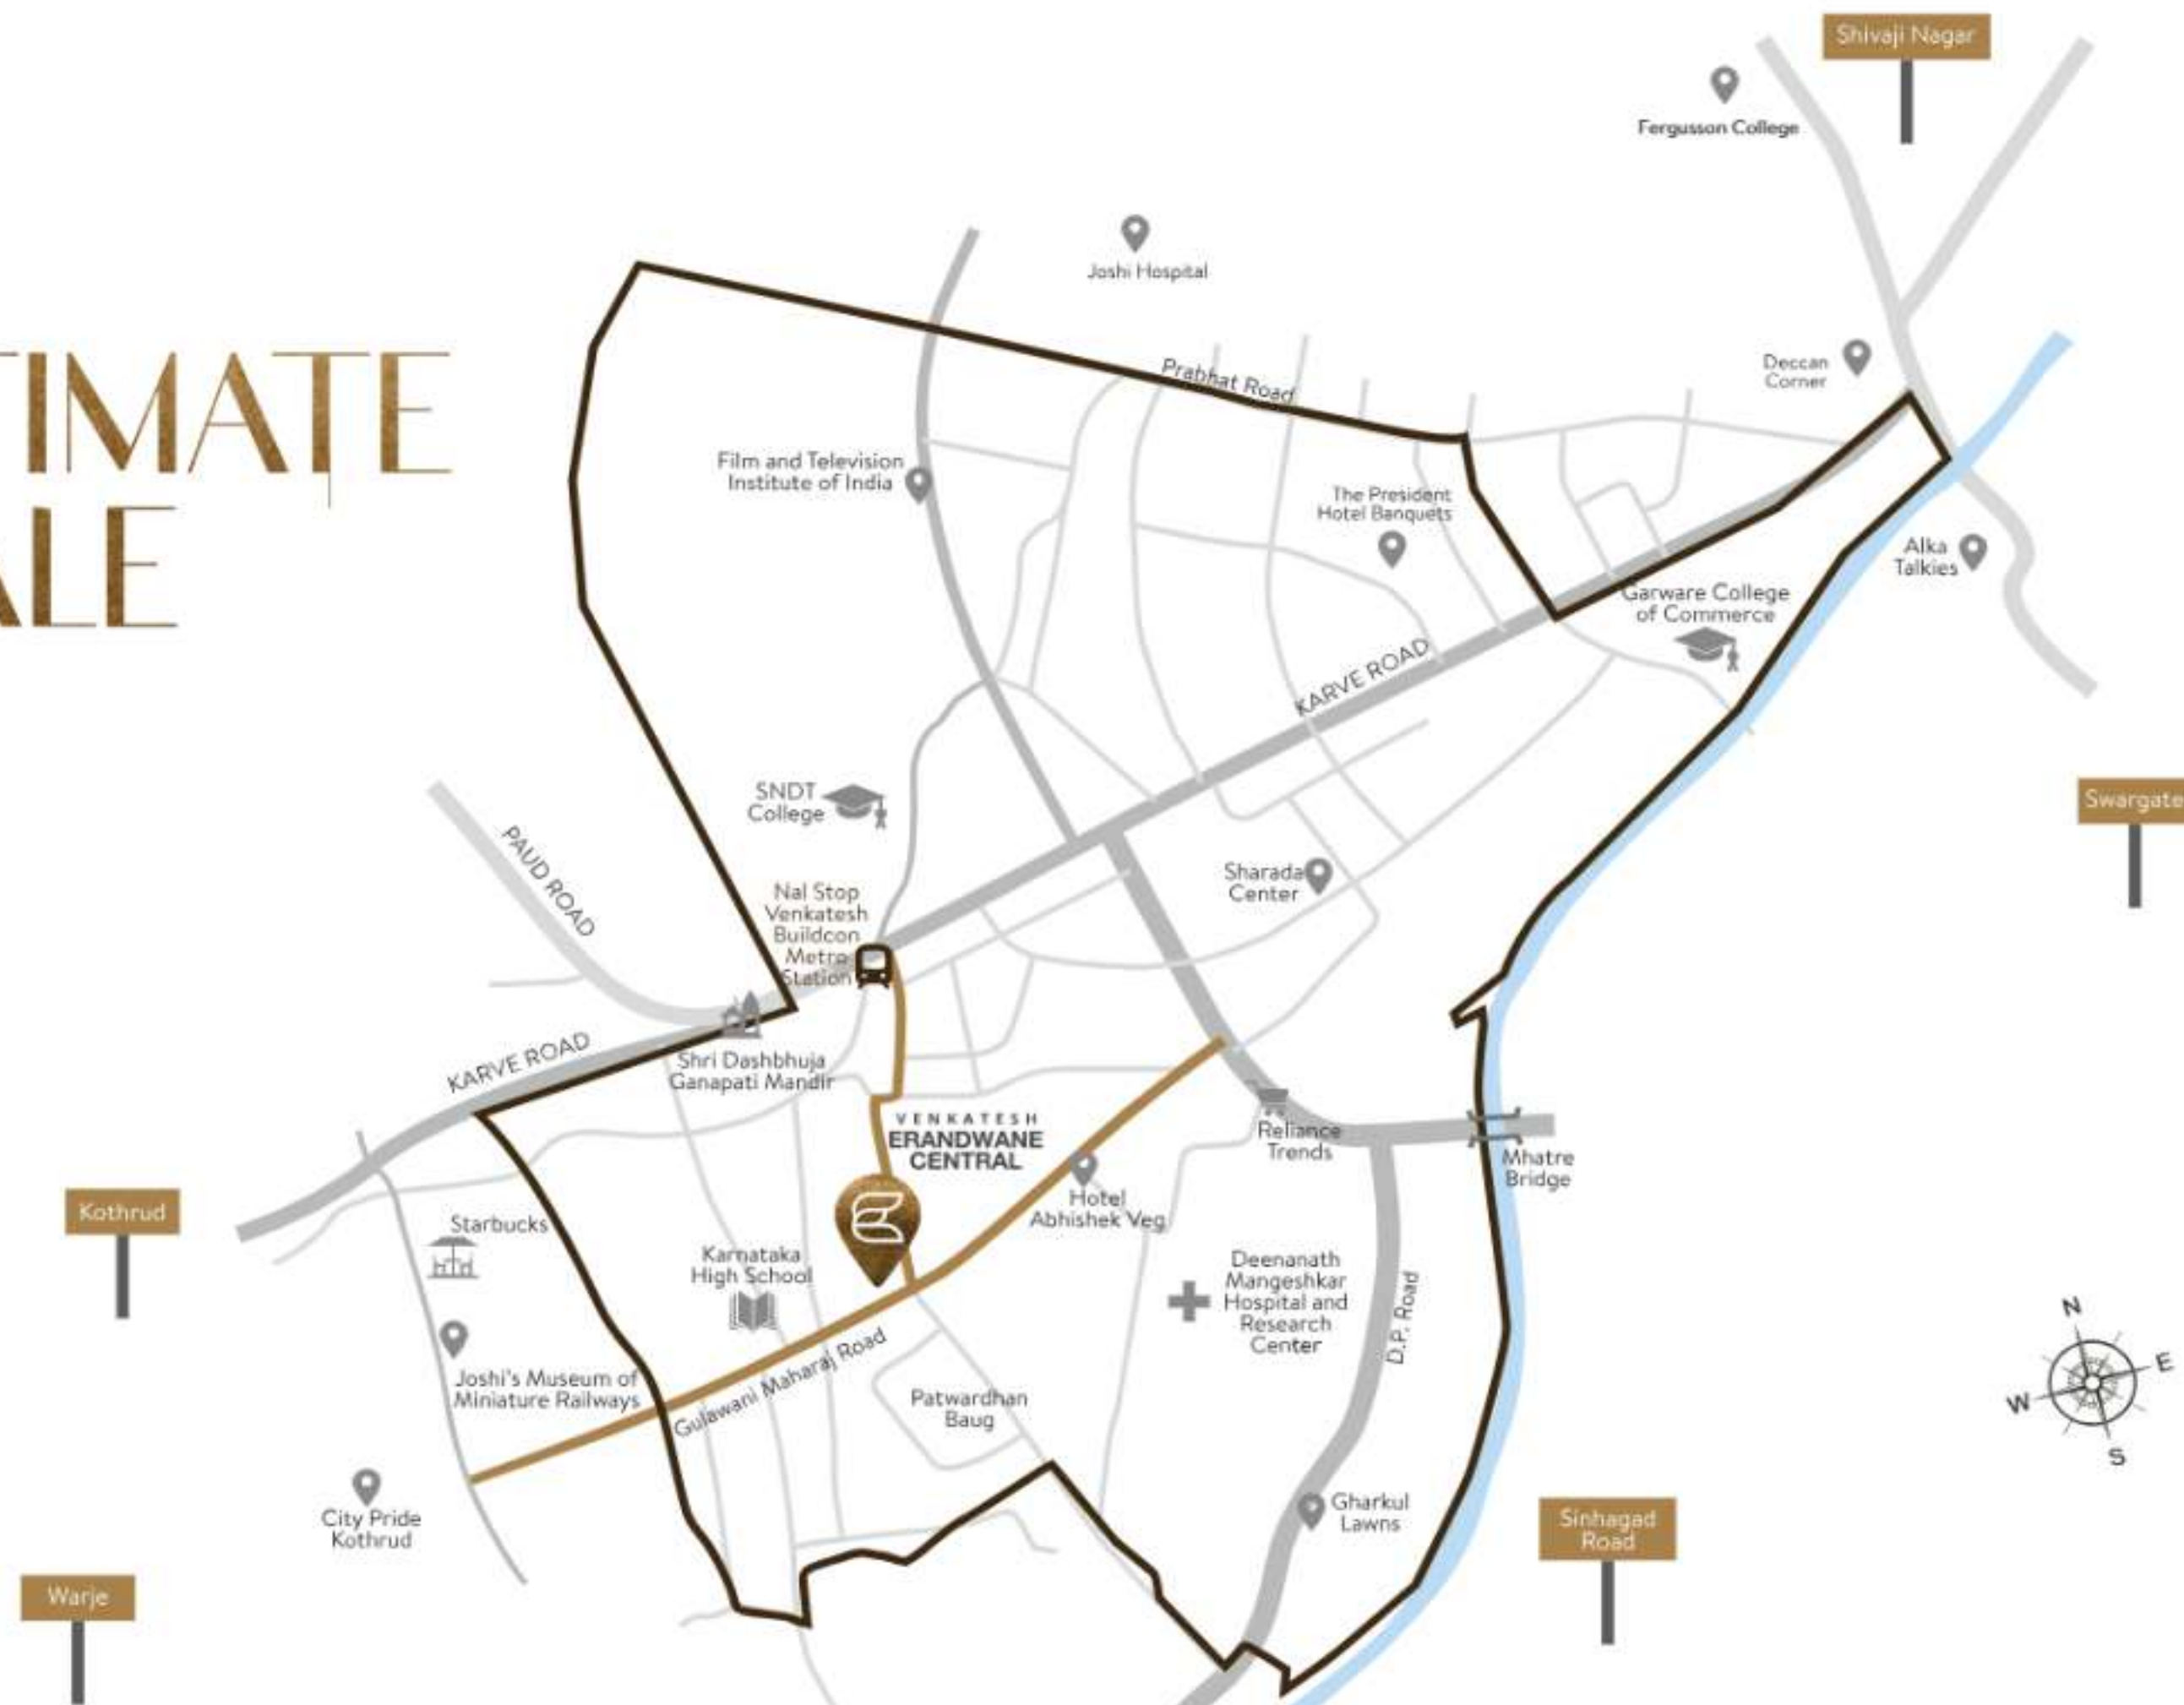 Shivaji Nagar
Fergusson College
Joshi Hospital
TIMATE
ALE
Prabhat Road
Deccan
Corner
Film and Television
Institute of India
The President
Hotel Banquets
Alka
Talkies
Garware College
of Commerce
KARVE ROAD
SNDT
College
Swargate
PAUD ROAD
Sharada
Center
Nal Stop
Venkatesh
Buildcon
Metro
Station
KARVE ROAD
Shri Dashbhuja
Ganapati Mandir
VENKATESH
ERANDWANE
CENTRAL
Reliance
Trends
Mhatre
Bridge
Kothrud
Starbucks
Hotel
Abhishek Veg
Karnataka
High School
Deenanath
Mangeshkar
Hospital and
Research
Center
D.P. Road
N
E
W
S
Joshi's Museum of
Miniature Railways
Gulawani Maharaj Road
Patwardhan
Baug
City Pride
Kothrud
Gharkul
Lawns
Sinhagad
Road
Warje